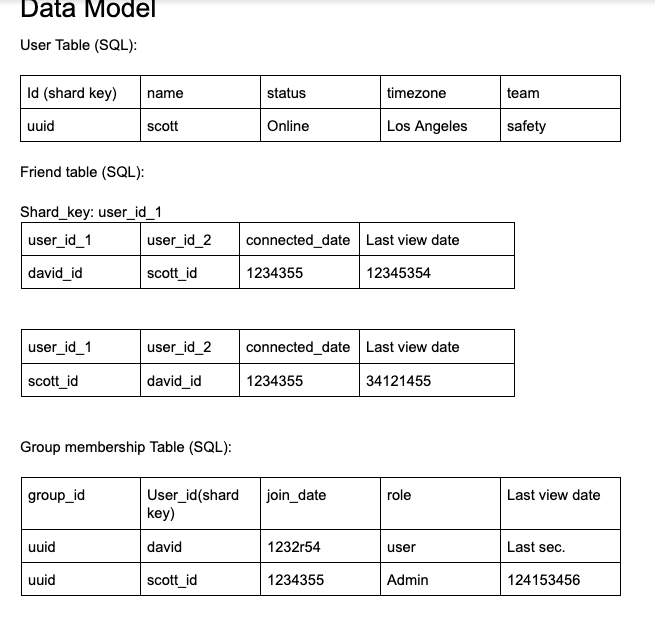 Data Model
User Table (SQL):
Id (shard key) name status timezone team
uuid scott Online Los Angeles safety
Friend table (SQL):
Shard_key: user_id_1
user_id_1 user_id_2 connected_date Last view date
david_id scott_id 1234355 12345354
user_id_1 user_id_2 connected_date Last view date
scott_id david_id 1234355 34121455
Group membership Table (SQL):
group_id User_id(shard join_date role Last view date
key)
uuid david 1232r54 user Last sec.
uuid scott_id 1234355 Admin 124153456